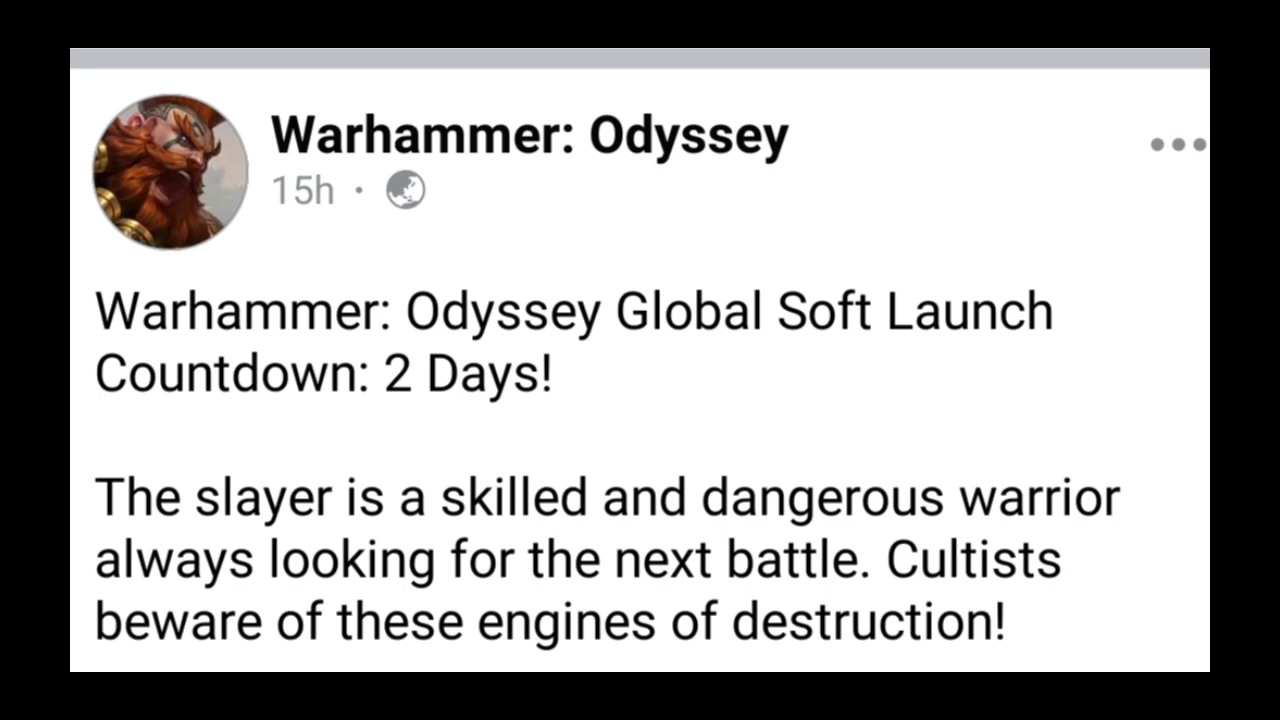 Warhammer: Odyssey
15h ·
Warhammer: Odyssey Global Soft Launch
Countdown: 2 Days!
The slayer is a skilled and dangerous warrior
always looking for the next battle. Cultists
beware of these engines of destruction!